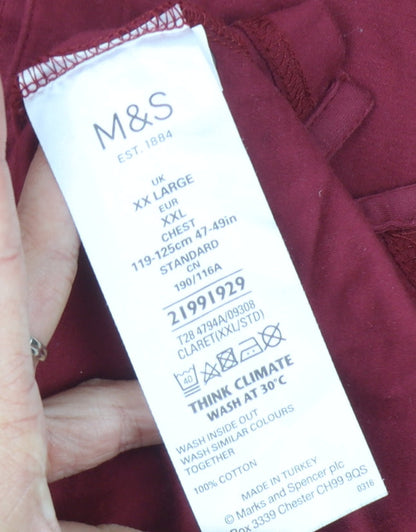 M&S
EST. 1884
UK
XX LARGE
EUR
XXL
CHEST
119-125cm 47-49in
STANDARD
CN
190/116A
21991929
T28 4794A/09308
CLARET(XXL/STD)
40
THINK CLIMATE
WASH AT 30°C
WASH INSIDE OUT
WASH SIMILAR COLOURS
TOGETHER
100% COTTON
MADE IN TURKEY
© Marks and Spencer plc
Box 3339 Chester CH99 9QS
0316